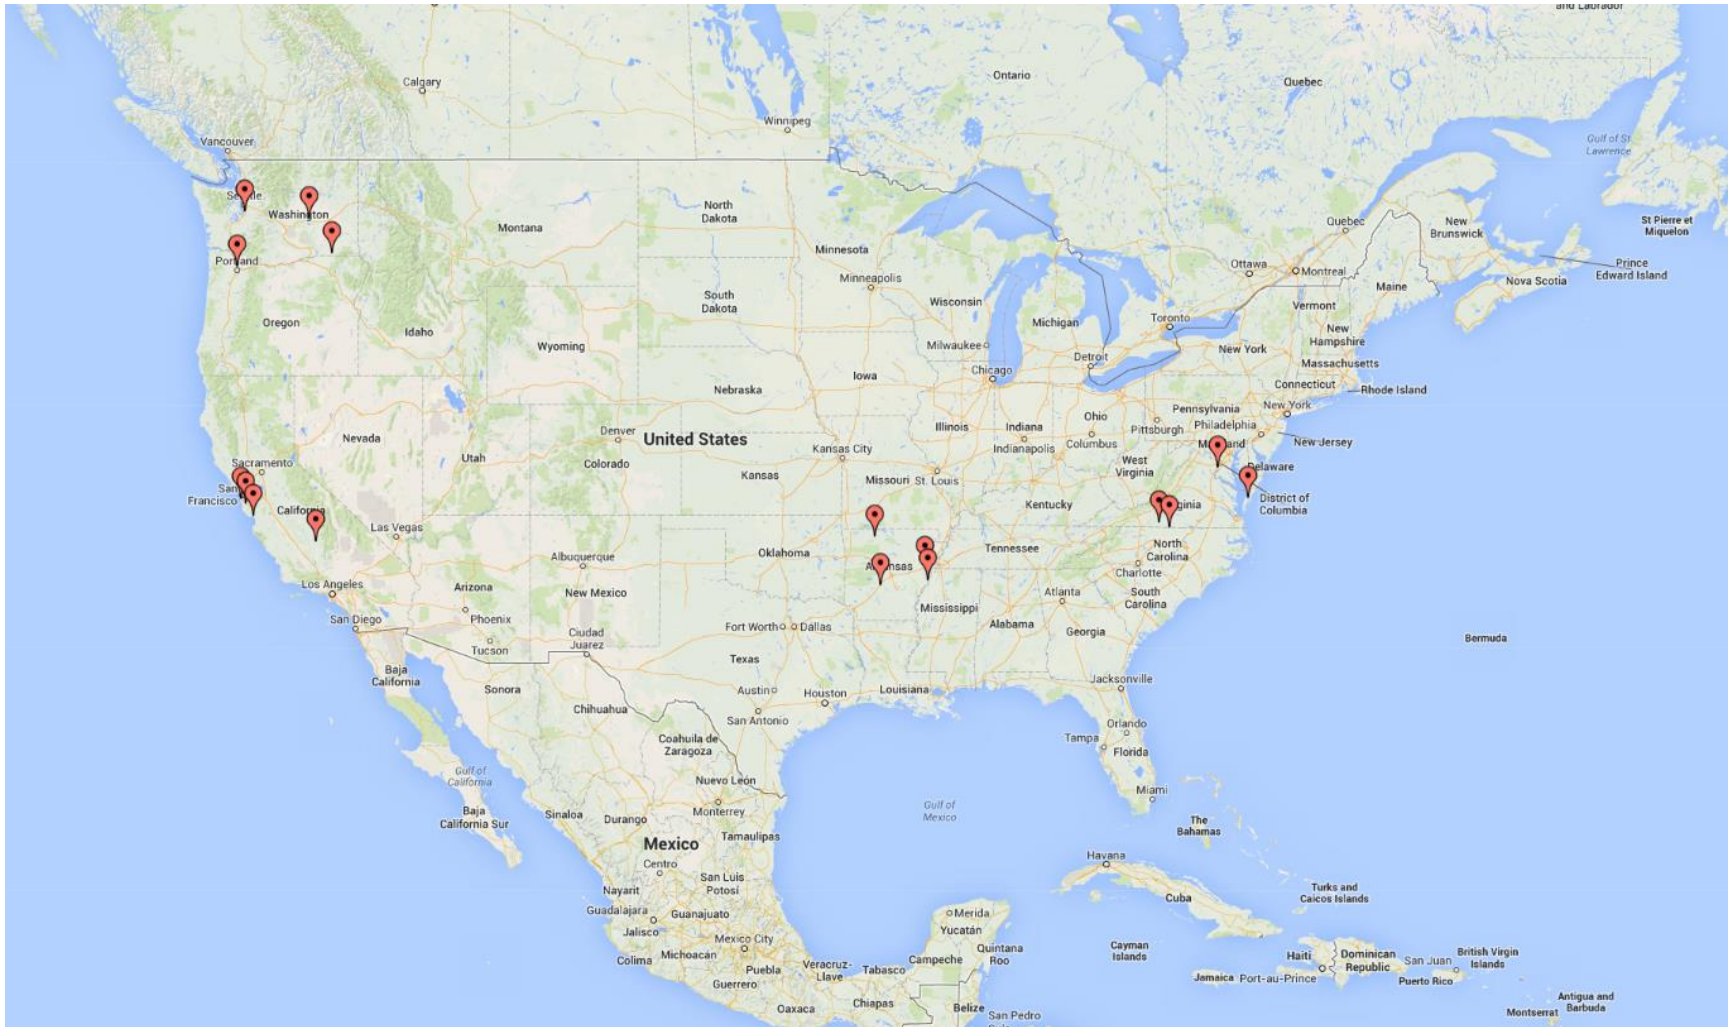 and Labrador
Calgary
Ontario
Quebec
Winnipeg
Vancouver
Gulf of St
Lawrence
Washington
North
Dakota
Montana
Minnesota
Quebec
New
Brunswick
St Pierre et
Miquelon
Portland
Minneapolis
Ottawa
Montreal
Prince
Edward Island
Nova Scotia
Maine
South
Dakota
Wisconsin
Vermont
Oregon
Idaho
Michigan
Toronto
New
Hampshire
Wyoming
Milwaukee
Detroit
New York
Massachusetts
Iowa
Chicago
Connecticut
Rhode Island
Nebraska
Ohio
Pennsylvania
New York
Nevada
Denver
United States
Illinois
Indiana
Pittsburgh
Philadelphia
New Jersey
Kansas City
Indianapolis
Columbus
Maryland
Sacramento
Utah
Colorado
Kansas
Missouri
St. Louis
West
Virginia
Delaware
San
Francisco
California
Kentucky
Virginia
District of
Columbia
Las Vegas
Albuquerque
Oklahoma
Tennessee
North
Carolina
Arkansas
Charlotte
Los Angeles
Arizona
New Mexico
Atlanta
South
Carolina
Mississippi
San Diego
Phoenix
Ciudad
Juarez
Fort Worth
Dallas
Alabama
Georgia
Bermuda
Tucson
Texas
Baja
California
Sonora
Austin
Houston
Louisiana
Jacksonville
Chihuahua
San Antonio
Orlando
Coahuila de
Zaragoza
Tampa
Florida
Gulf of
California
Nuevo León
Miami
Baja
California Sur
Sinaloa
Durango
Monterrey
Gulf of
Mexico
The
Bahamas
Tamaulipas
Mexico
Centro
Havana
San Luis
Potosí
Nayarit
Cuba
Turks and
Caicos Islands
Guadalajara
Guanajuato
Merida
Jalisco
Mexico City
Yucatán
Quintana
Roo
Cayman
Islands
Haiti
Dominican
Republic
San Juan
British Virgin
Islands
Colima
Michoacan
Puebla
Veracruz-
Llave
Tabasco
Campeche
Jamaica
Port-au-Prince
Puerto Rico
Guerrero
Oaxaca
Chiapas
Belize
San Pedro
Antigua and
Barbuda
Montserrat